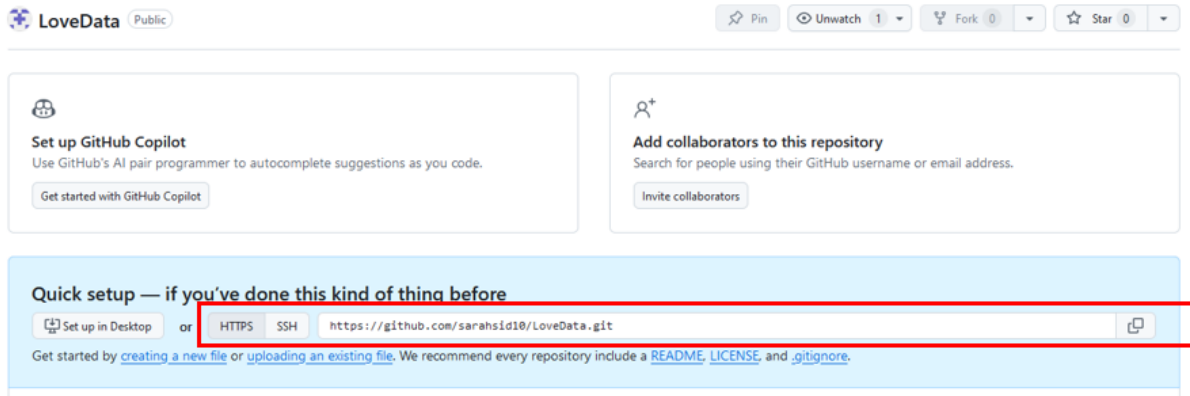 LoveData Public Pin Unwatch 1 Fork 0 Star 0
Set up GitHub Copilot
Use GitHub's AI pair programmer to autocomplete suggestions as you code.
Get started with GitHub Copilot
Add collaborators to this repository
Search for people using their GitHub username or email address.
Invite collaborators
Quick setup — if you've done this kind of thing before
Set up in Desktop or HTTPS SSH https://github.com/sarahsid10/LoveData.git
Get started by creating a new file or uploading an existing file. We recommend every repository include a README, LICENSE, and .gitignore.